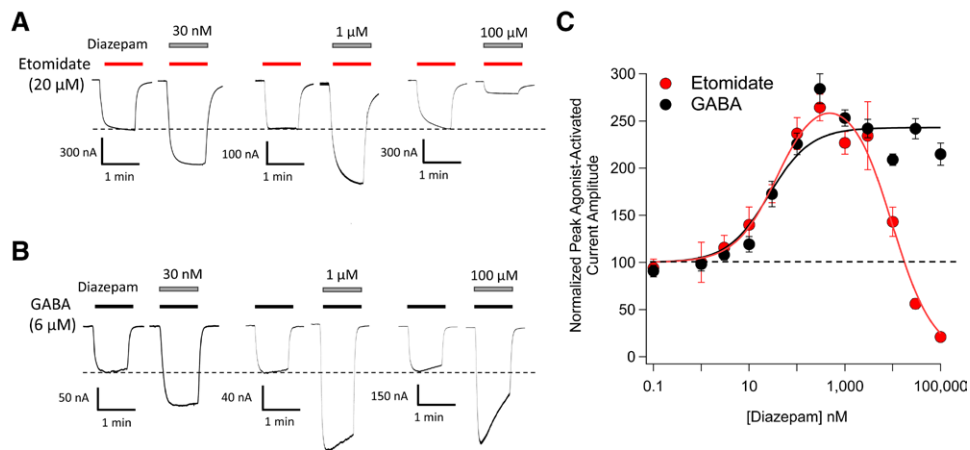 A
Diazepam
30 nM
1 μM
100 μM
Etomidate
(20 μM)
300 nA
1 min
100 nA
1 min
300 nA
1 min
B
Diazepam
30 nM
1 μM
100 μM
GABA
(6 μM)
50 nA
1 min
40 nA
1 min
150 nA
1 min
C
Etomidate
GABA
Normalized Peak Agonist-Activated
Current Amplitude
300
250
200
150
100
50
0
0.1
10
1,000
100,000
[Diazepam] nM